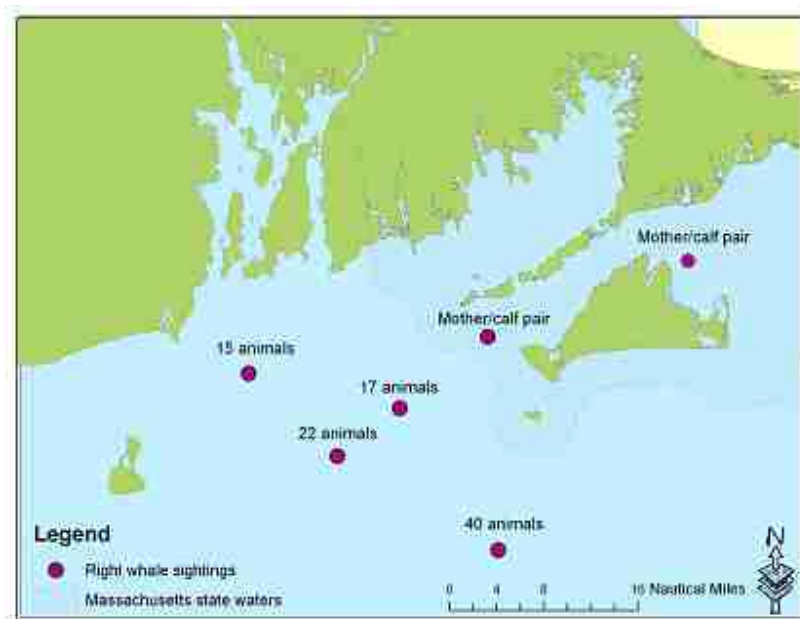 Mother/calf pair
Mother/calf pair
15 animals
17 animals
22 animals
40 animals
Legend
Right whale sightings
Massachusetts state waters
N
0 4 8 16 Nautical Miles